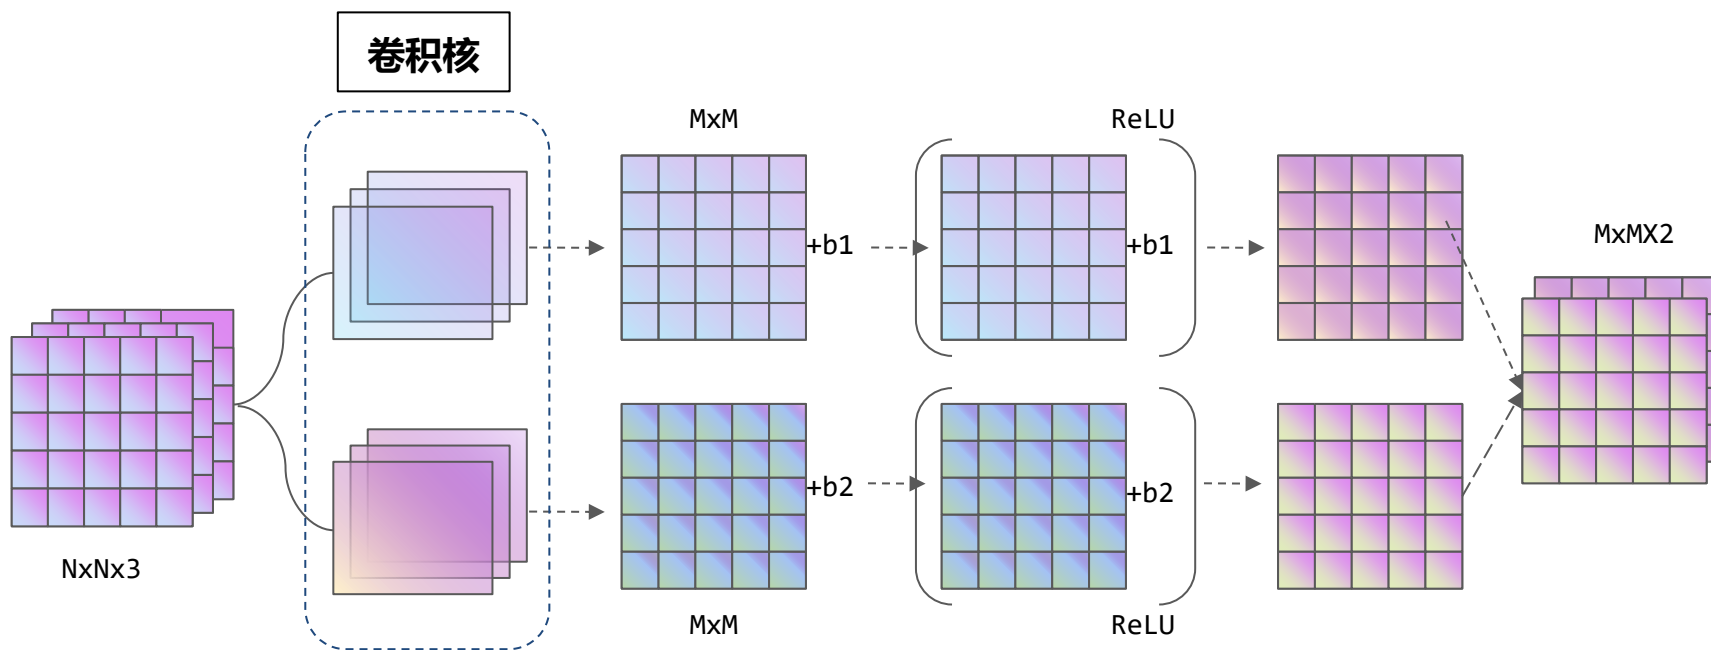 卷积核
MxM
ReLU
+b1
+b1
MxMX2
NxNx3
+b2
+b2
MxM
ReLU